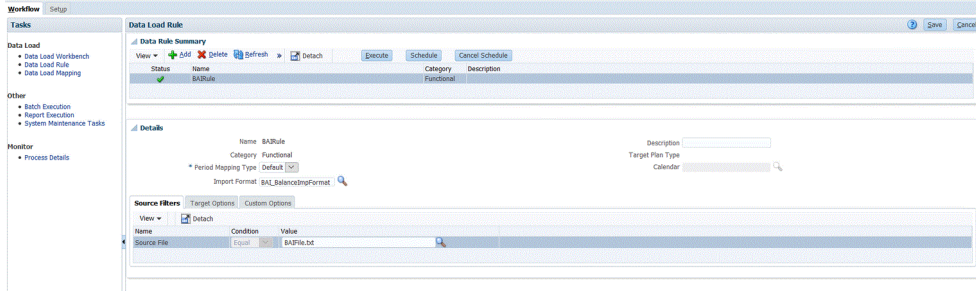 Workflow Setup
Tasks
Data Load
Data Load Workbench
Data Load Rule
Data Load Mapping
Other
Batch Execution
Report Execution
System Maintenance Tasks
Monitor
Process Details
Data Load Rule ? Save Cancel
Data Rule Summary
View Add Delete Refresh » Detach Execute Schedule Cancel Schedule
Status Name Category Description
BAIRule Functional
Details
Name BAIRule Description
Category Functional Target Plan Type
* Period Mapping Type Default Calendar
Import Format BAI_BalanceImpFormat
Source Filters Target Options Custom Options
View Detach
Name Condition Value
Source File Equal BAIFile.txt